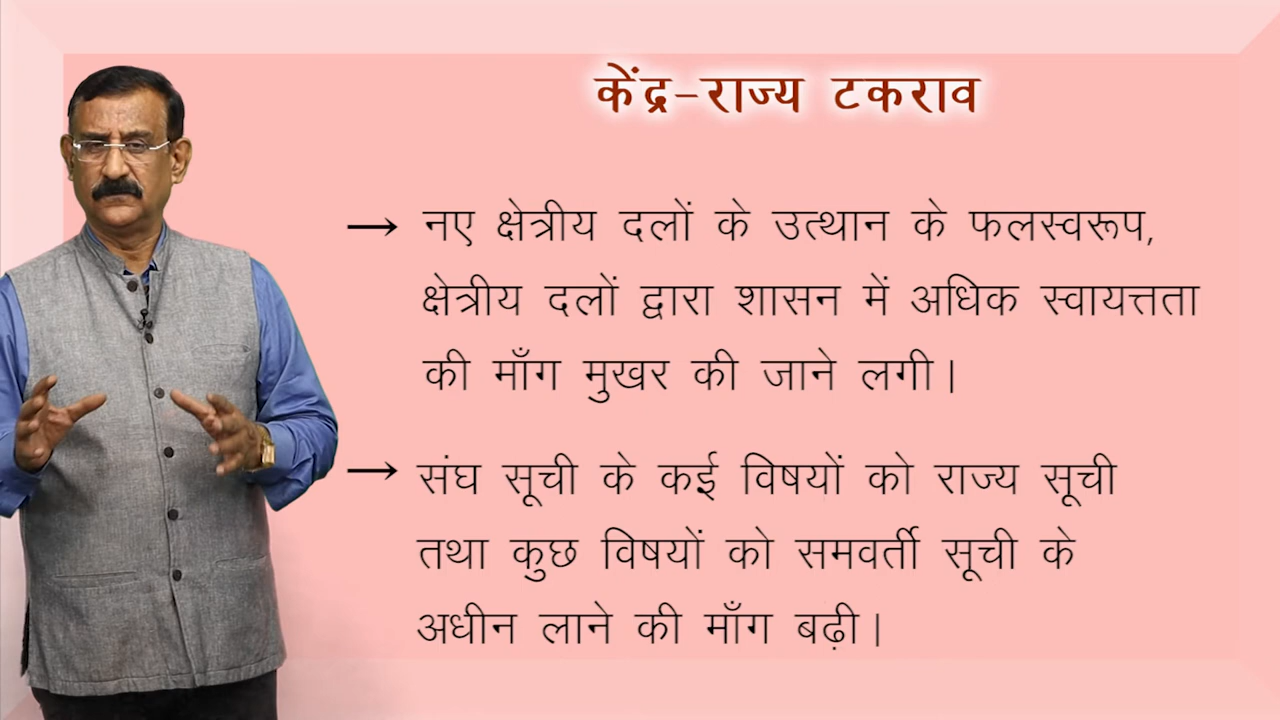 केंद्र-राज्य टकराव
→ नए क्षेत्रीय दलों के उत्थान के फलस्वरूप,
क्षेत्रीय दलों द्वारा शासन में अधिक स्वायत्तता
की माँग मुखर की जाने लगी।
→ संघ सूची के कई विषयों को राज्य सूची
तथा कुछ विषयों को समवर्ती सूची के
अधीन लाने की माँग बढ़ी।